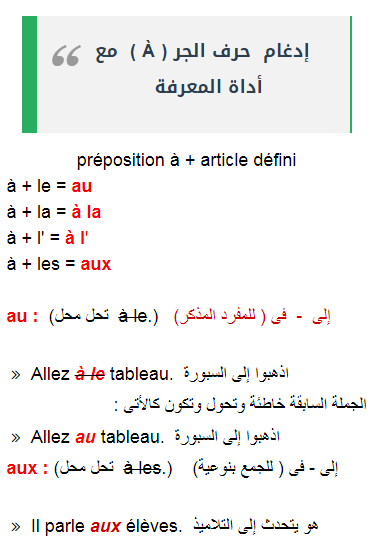 إدغام حرف الجر ( À ) مع
أداة المعرفة
préposition à + article défini
à + le = au
à + la = à la
à + l' = à l'
à + les = aux
au : (تحل محل à le.) إلى - فى ( للمفرد المذكر)
» Allez à le tableau. اذهبوا إلى السبورة
الجملة السابقة خاطئة وتحول وتكون كالأتى :
» Allez au tableau. اذهبوا إلى السبورة
aux : (تحل محل à les.) إلى - فى ( للجمع بنوعية)
» Il parle aux élèves. هو يتحدث إلى التلاميذ